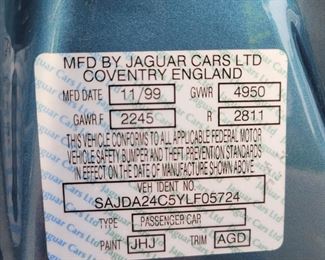 MFD BY JAGUAR CARS LTD
COVENTRY ENGLAND
MFD DATE 11/99 GVWR 4950
GAWR F 2245 R 2811
THIS VEHICLE CONFORMS TO ALL APPLICABLE FEDERAL MOTOR
VEHICLE SAFETY BUMPER AND THEFT PREVENTION STANDARDS
IN EFFECT ON THE DATE OF MANUFACTURE SHOWN ABOVE
VEH IDENT NO.
SAJDA24C5YLF05724
TYPE PASSENGER CAR
PAINT JHJ TRIM AGD